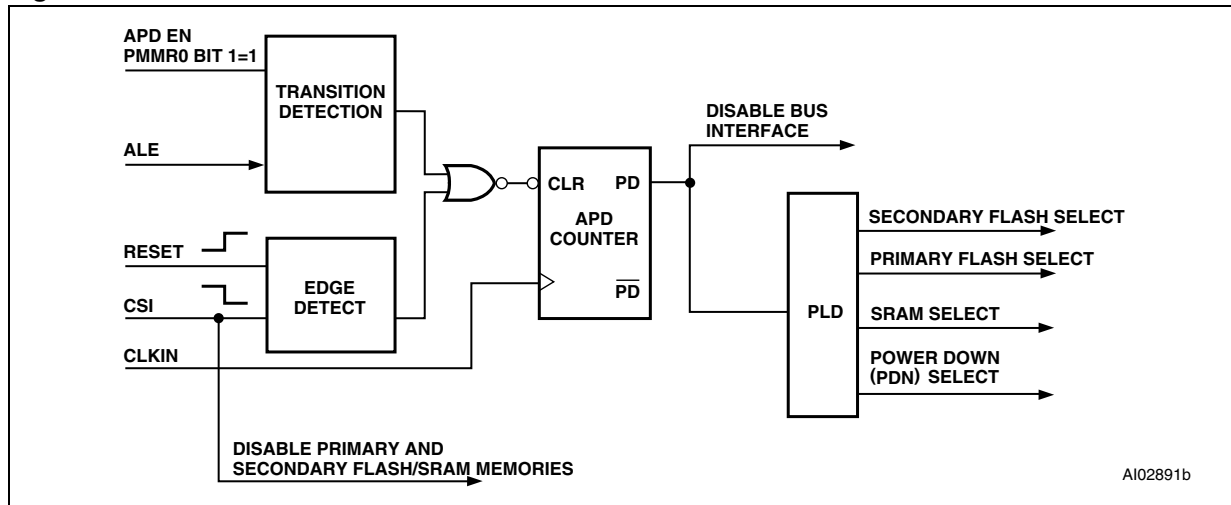 APD EN
PMMR0 BIT 1=1
TRANSITION
DETECTION
ALE
RESET
CSI
CLKIN
EDGE
DETECT
CLR
PD
APD
COUNTER
PD
DISABLE BUS
INTERFACE
PLD
SECONDARY FLASH SELECT
PRIMARY FLASH SELECT
SRAM SELECT
POWER DOWN
(PDN) SELECT
DISABLE PRIMARY AND
SECONDARY FLASH/SRAM MEMORIES
AI02891b